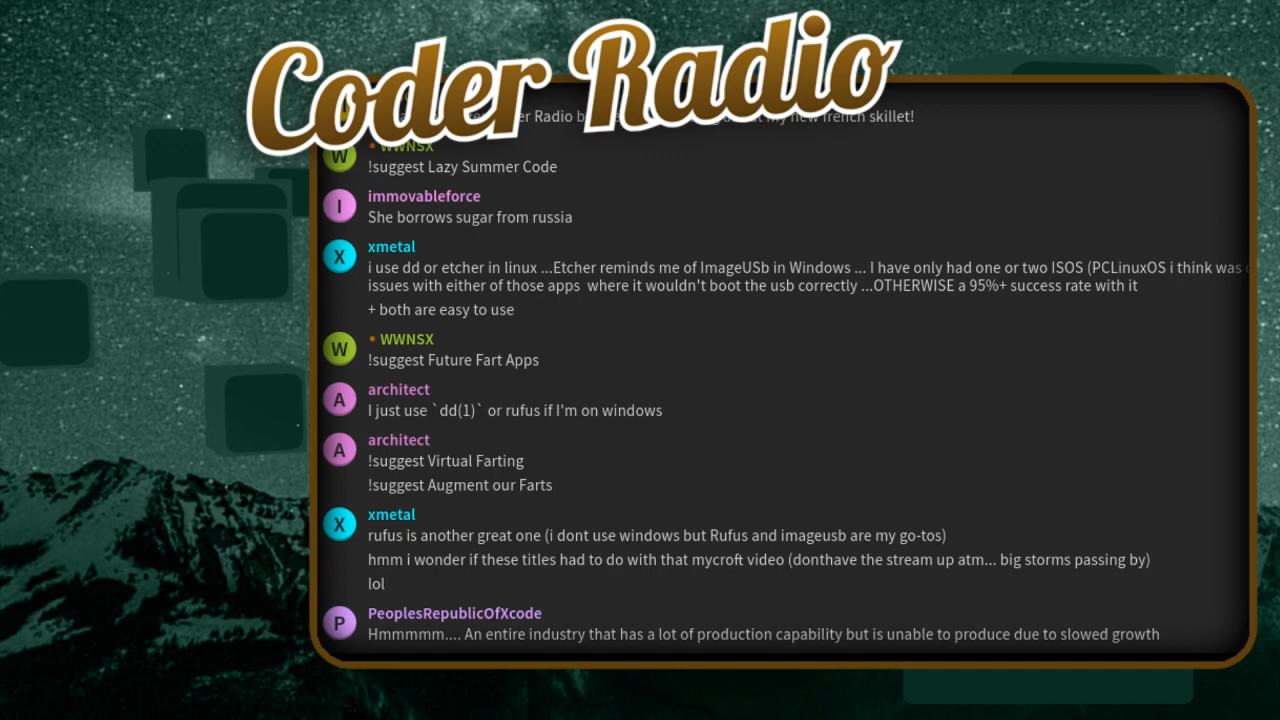 Coder Radio
er Radio b
my new french skillet!
W
WWNSX
!suggest Lazy Summer Code
I
immovableforce
She borrows sugar from russia
X
xmetal
i use dd or etcher in linux ...Etcher reminds me of ImageUSb in Windows ... I have only had one or two ISOS (PCLinuxOS i think was
issues with either of those apps  where it wouldn't boot the usb correctly ...OTHERWISE a 95%+ success rate with it
+ both are easy to use
W
WWNSX
!suggest Future Fart Apps
A
architect
I just use `dd(1)` or rufus if I'm on windows
A
architect
!suggest Virtual Farting
!suggest Augment our Farts
X
xmetal
rufus is another great one (i dont use windows but Rufus and imageusb are my go-tos)
hmm i wonder if these titles had to do with that mycroft video (donthave the stream up atm... big storms passing by)
lol
P
PeoplesRepublicOfXcode
Hmmmmm.... An entire industry that has a lot of production capability but is unable to produce due to slowed growth